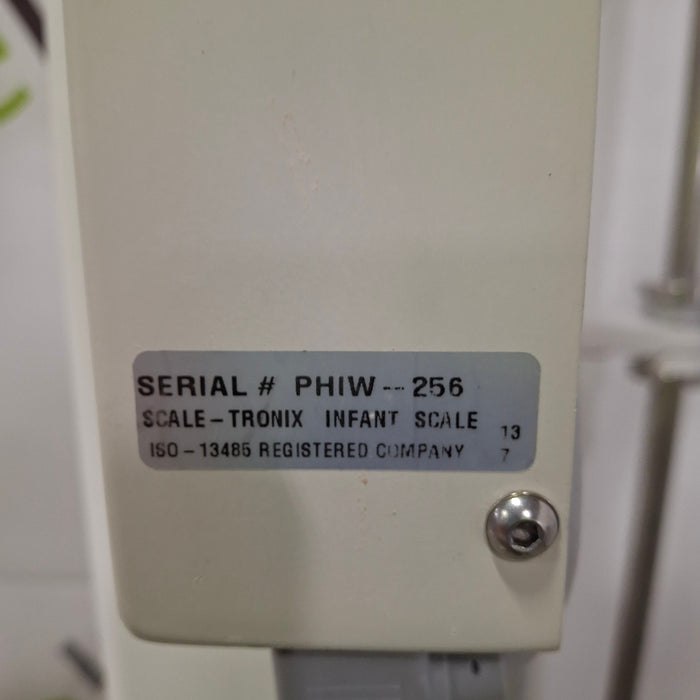 SERIAL # PHIW--256
SCALE-TRONIX INFANT SCALE 13
ISO-13485 REGISTERED COMPANY 7